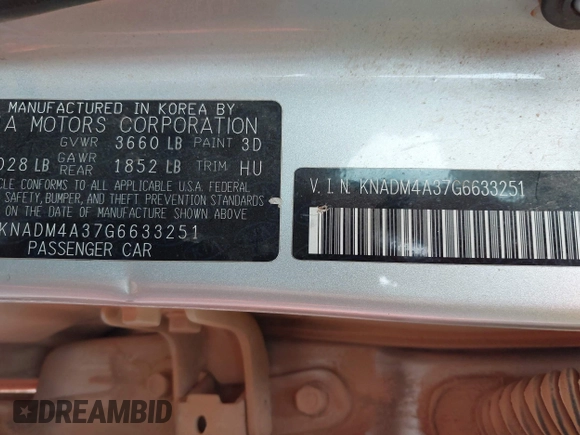 MANUFACTURED IN KOREA BY
A MOTORS CORPORATION
GVWR 3660 LB PAINT 3D
028 LB GAWR REAR 1852 LB TRIM HU
CLE CONFORMS TO ALL APPLICABLE U.S.A. FEDERAL
SAFETY, BUMPER, AND THEFT PREVENTION STANDARDS
ON THE DATE OF MANUFACTURE SHOWN ABOVE
KNADM4A37G6633251
PASSENGER CAR
V.I.N. KNADM4A37G6633251
DREAMBID